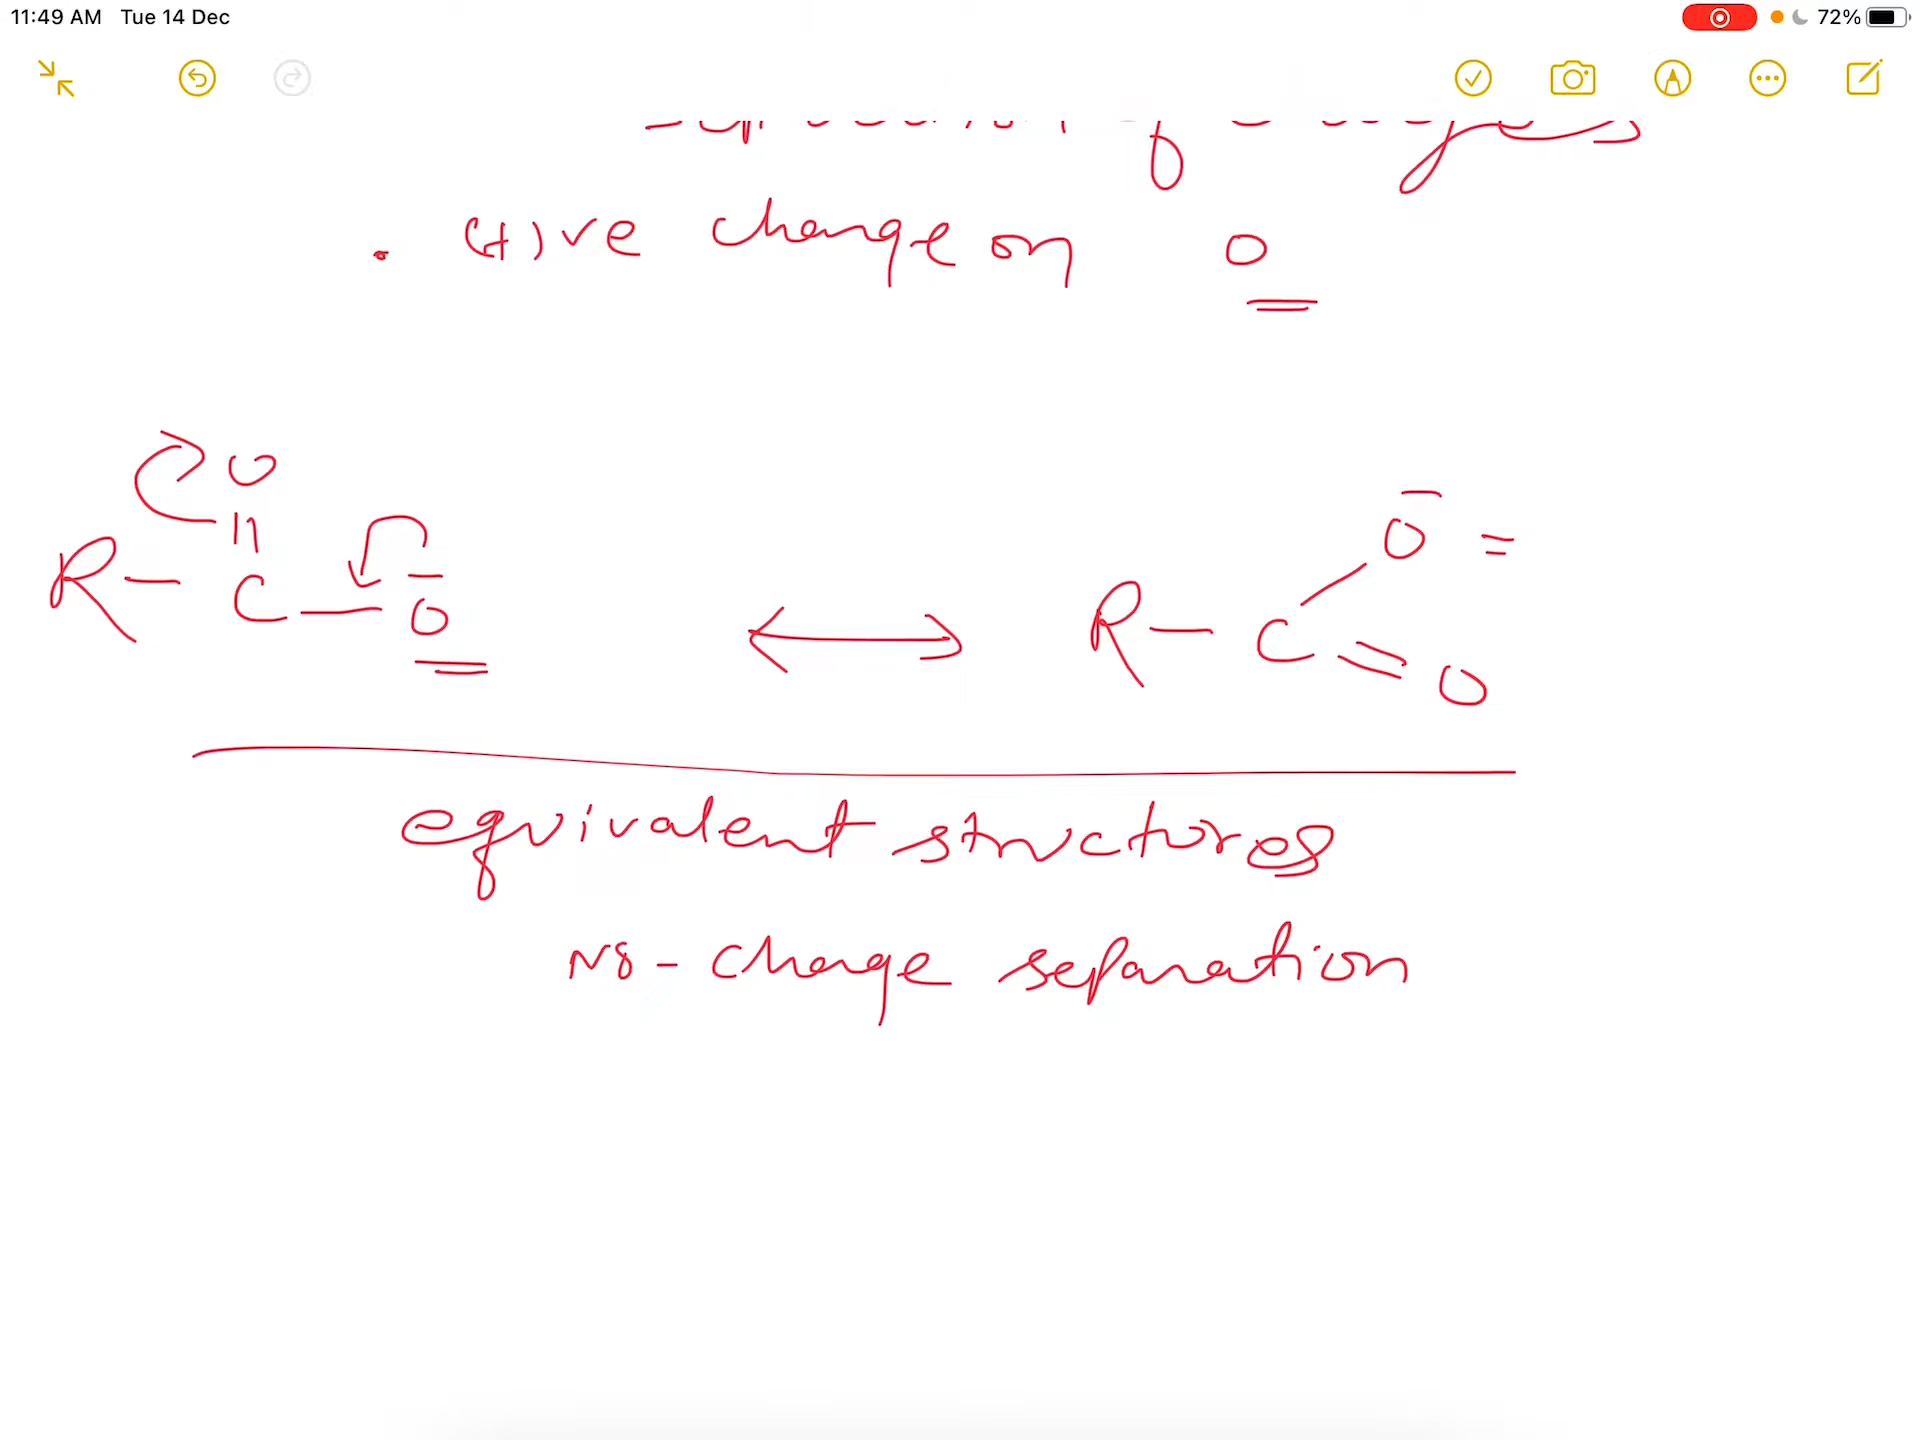 11:49 AM Tue 14 Dec 72%
. (+)ve charge on O
O
R - C - O
R - C = O
O
equivalent structures
No - charge separation